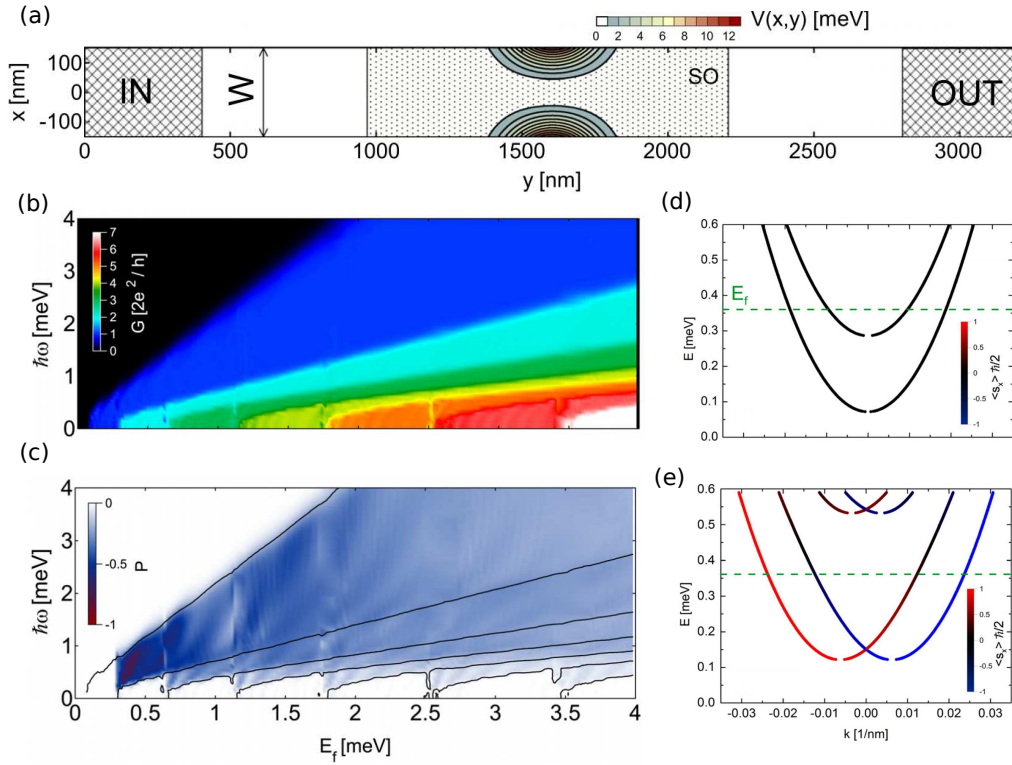 (a)
V(x,y) [meV]
0 2 4 6 8 10 12
x [nm]
100
0
-100
IN
W
SO
OUT
0 500 1000 1500 2000 2500 3000
y [nm]
(b)
ħω [meV]
4
3
2
1
0
7
6
5
4
3
2
1
0
G [2e² / h]
(c)
ħω [meV]
4
3
2
1
0
0
-0.5
-1
P
0 0.5 1 1.5 2 2.5 3 3.5 4
E_f [meV]
(d)
E [meV]
0.6
0.5
0.4
0.3
0.2
0.1
0.0
E_f
1
0.5
0
-0.5
-1
<s_x> ħ/2
(e)
E [meV]
0.6
0.5
0.4
0.3
0.2
0.1
0.0
1
0.5
0
-0.5
-1
<s_x> ħ/2
-0.03 -0.02 -0.01 0.00 0.01 0.02 0.03
k [1/nm]